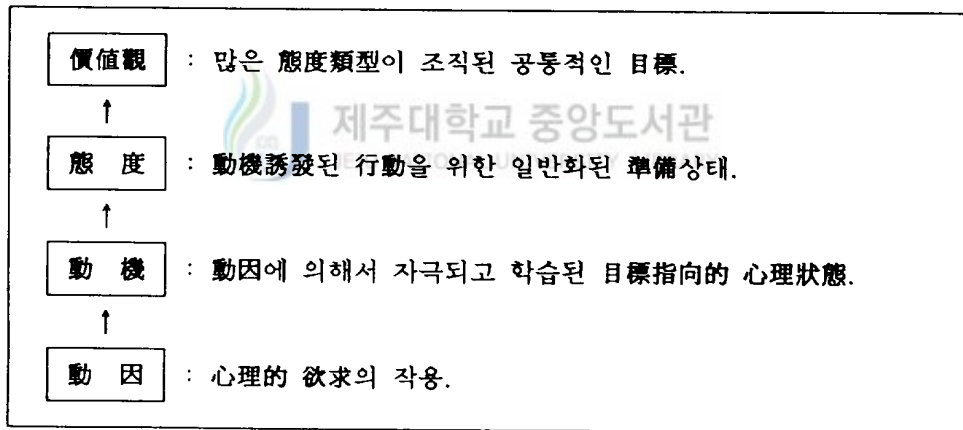 價值觀 : 많은 態度類型이 조직된 공통적인 目標.
↑
제주대학교 중앙도서관
態 度 : 動機誘發된 行動을 위한 일반화된 準備상태.
↑
動 機 : 動因에 의해서 자극되고 학습된 目標指向的 心理狀態.
↑
動 因 : 心理的 欲求의 작용.